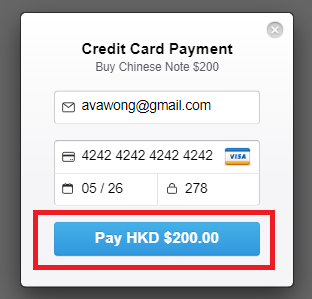 Credit Card Payment
Buy Chinese Note $200
avawong@gmail.com
4242 4242 4242 4242 VISA
05 / 26 278
Pay HKD $200.00